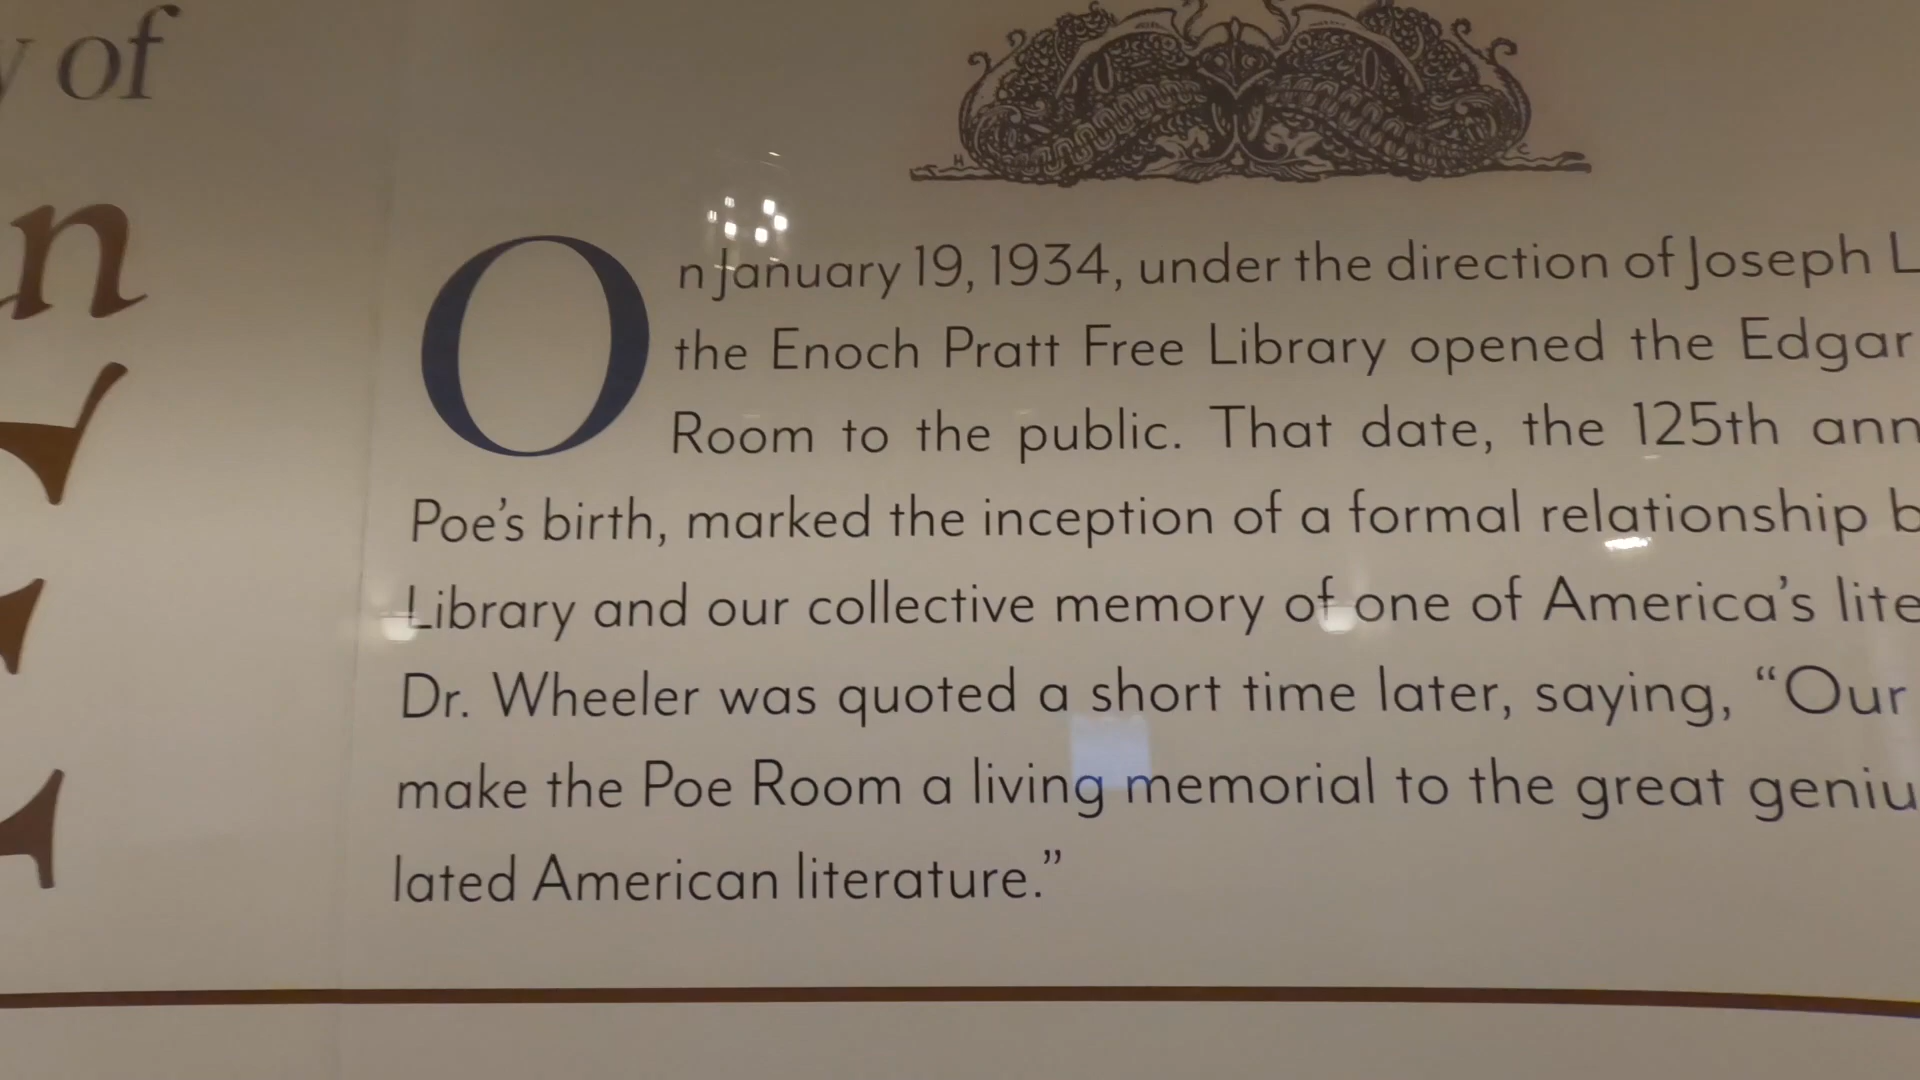 of
n
On January 19, 1934, under the direction of Joseph L
the Enoch Pratt Free Library opened the Edgar
Room to the public. That date, the 125th ann
Poe's birth, marked the inception of a formal relationship b
Library and our collective memory of one of America's lite
Dr. Wheeler was quoted a short time later, saying, “Our
make the Poe Room a living memorial to the great geniu
lated American literature.”